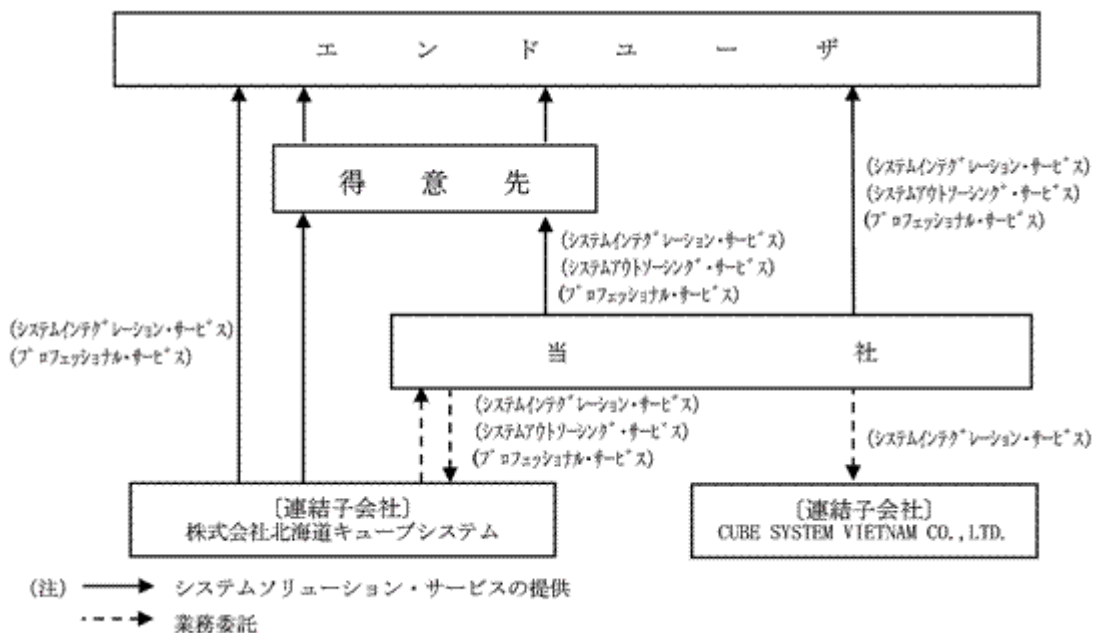 エンドユーザ
得意先
(ｼｽﾃﾑｲﾝﾃｸﾞﾚｰｼｮﾝ･ｻｰﾋﾞｽ)
(ｼｽﾃﾑｱｳﾄｿｰｼﾝｸﾞ･ｻｰﾋﾞｽ)
(ﾌﾟﾛﾌｪｯｼｮﾅﾙ･ｻｰﾋﾞｽ)
(ｼｽﾃﾑｲﾝﾃｸﾞﾚｰｼｮﾝ･ｻｰﾋﾞｽ)
(ｼｽﾃﾑｱｳﾄｿｰｼﾝｸﾞ･ｻｰﾋﾞｽ)
(ﾌﾟﾛﾌｪｯｼｮﾅﾙ･ｻｰﾋﾞｽ)
(ｼｽﾃﾑｲﾝﾃｸﾞﾚｰｼｮﾝ･ｻｰﾋﾞｽ)
(ﾌﾟﾛﾌｪｯｼｮﾅﾙ･ｻｰﾋﾞｽ)
当社
(ｼｽﾃﾑｲﾝﾃｸﾞﾚｰｼｮﾝ･ｻｰﾋﾞｽ)
(ｼｽﾃﾑｱｳﾄｿｰｼﾝｸﾞ･ｻｰﾋﾞｽ)
(ﾌﾟﾛﾌｪｯｼｮﾅﾙ･ｻｰﾋﾞｽ)
(ｼｽﾃﾑｲﾝﾃｸﾞﾚｰｼｮﾝ･ｻｰﾋﾞｽ)
〔連結子会社〕
株式会社北海道キューブシステム
〔連結子会社〕
CUBE SYSTEM VIETNAM CO.,LTD.
(注) システムソリューション・サービスの提供
業務委託